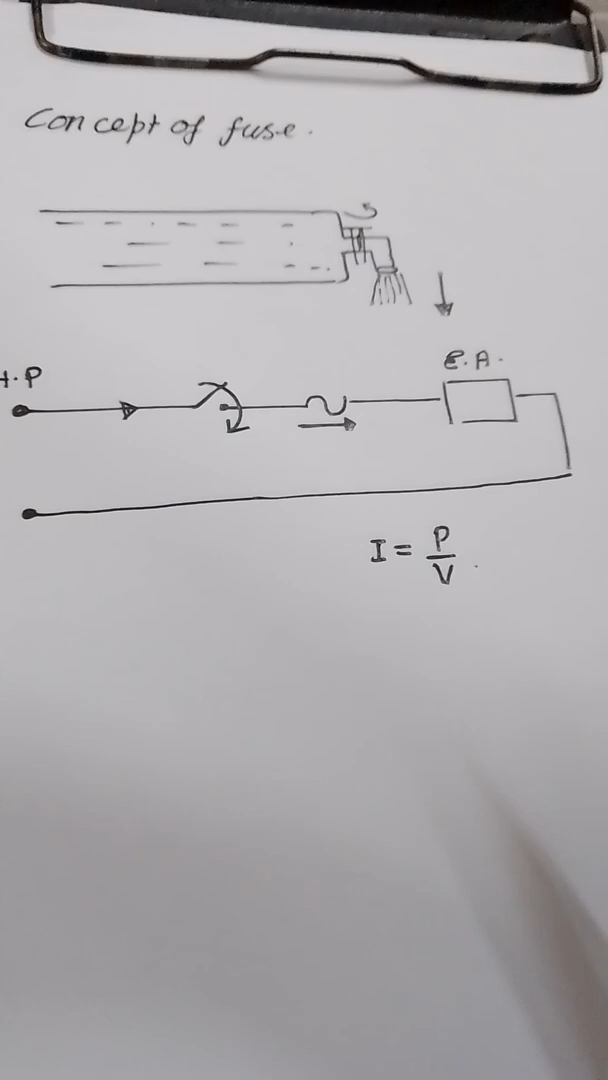 Concept of fuse.
H.P
E.A.
I = P/V